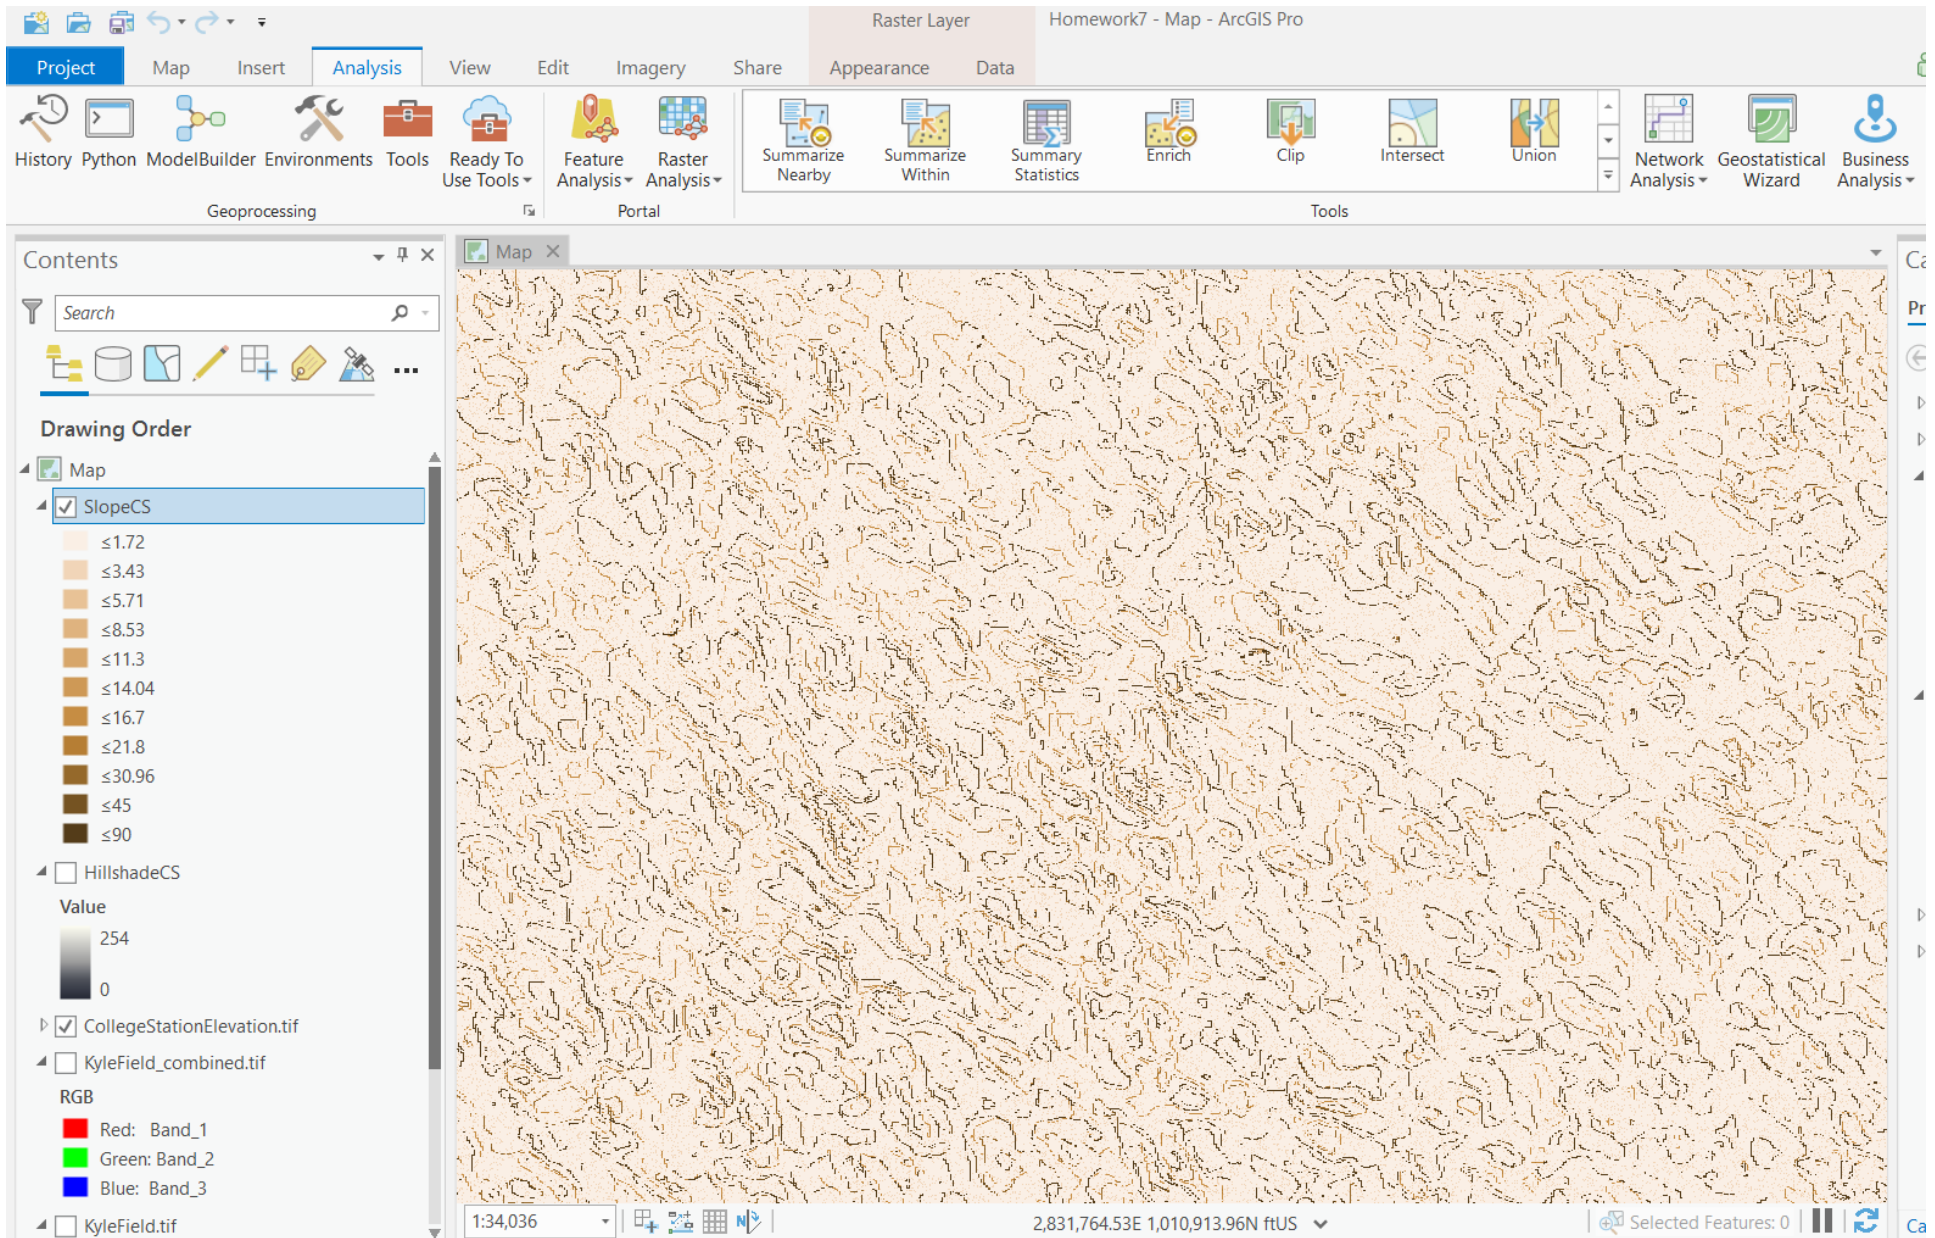 Raster Layer
Homework7 - Map - ArcGIS Pro
Project
Map
Insert
Analysis
View
Edit
Imagery
Share
Appearance
Data
History
Python
ModelBuilder
Environments
Tools
Ready To
Use Tools
Feature
Analysis
Raster
Analysis
Summarize
Nearby
Summarize
Within
Summary
Statistics
Enrich
Clip
Intersect
Union
Network
Analysis
Geostatistical
Wizard
Business
Analysis
Geoprocessing
Portal
Tools
Contents
Map
Ca
Search
Pr
Drawing Order
Map
SlopeCS
≤1.72
≤3.43
≤5.71
≤8.53
≤11.3
≤14.04
≤16.7
≤21.8
≤30.96
≤45
≤90
HillshadeCS
Value
254
0
CollegeStationElevation.tif
KyleField_combined.tif
RGB
Red: Band_1
Green: Band_2
Blue: Band_3
KyleField.tif
1:34,036
N
2,831,764.53E 1,010,913.96N ftUS
Selected Features: 0
Ca